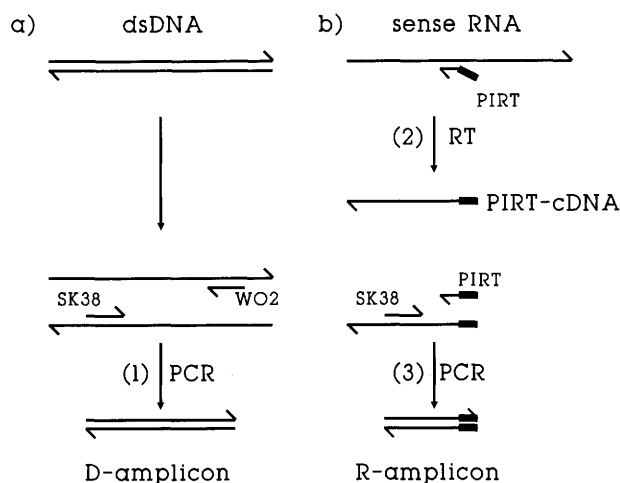 a) dsDNA
b) sense RNA
PIRT
(2) RT
PIRT-cDNA
SK38
WO2
SK38
PIRT
(1) PCR
(3) PCR
D-amplicon
R-amplicon